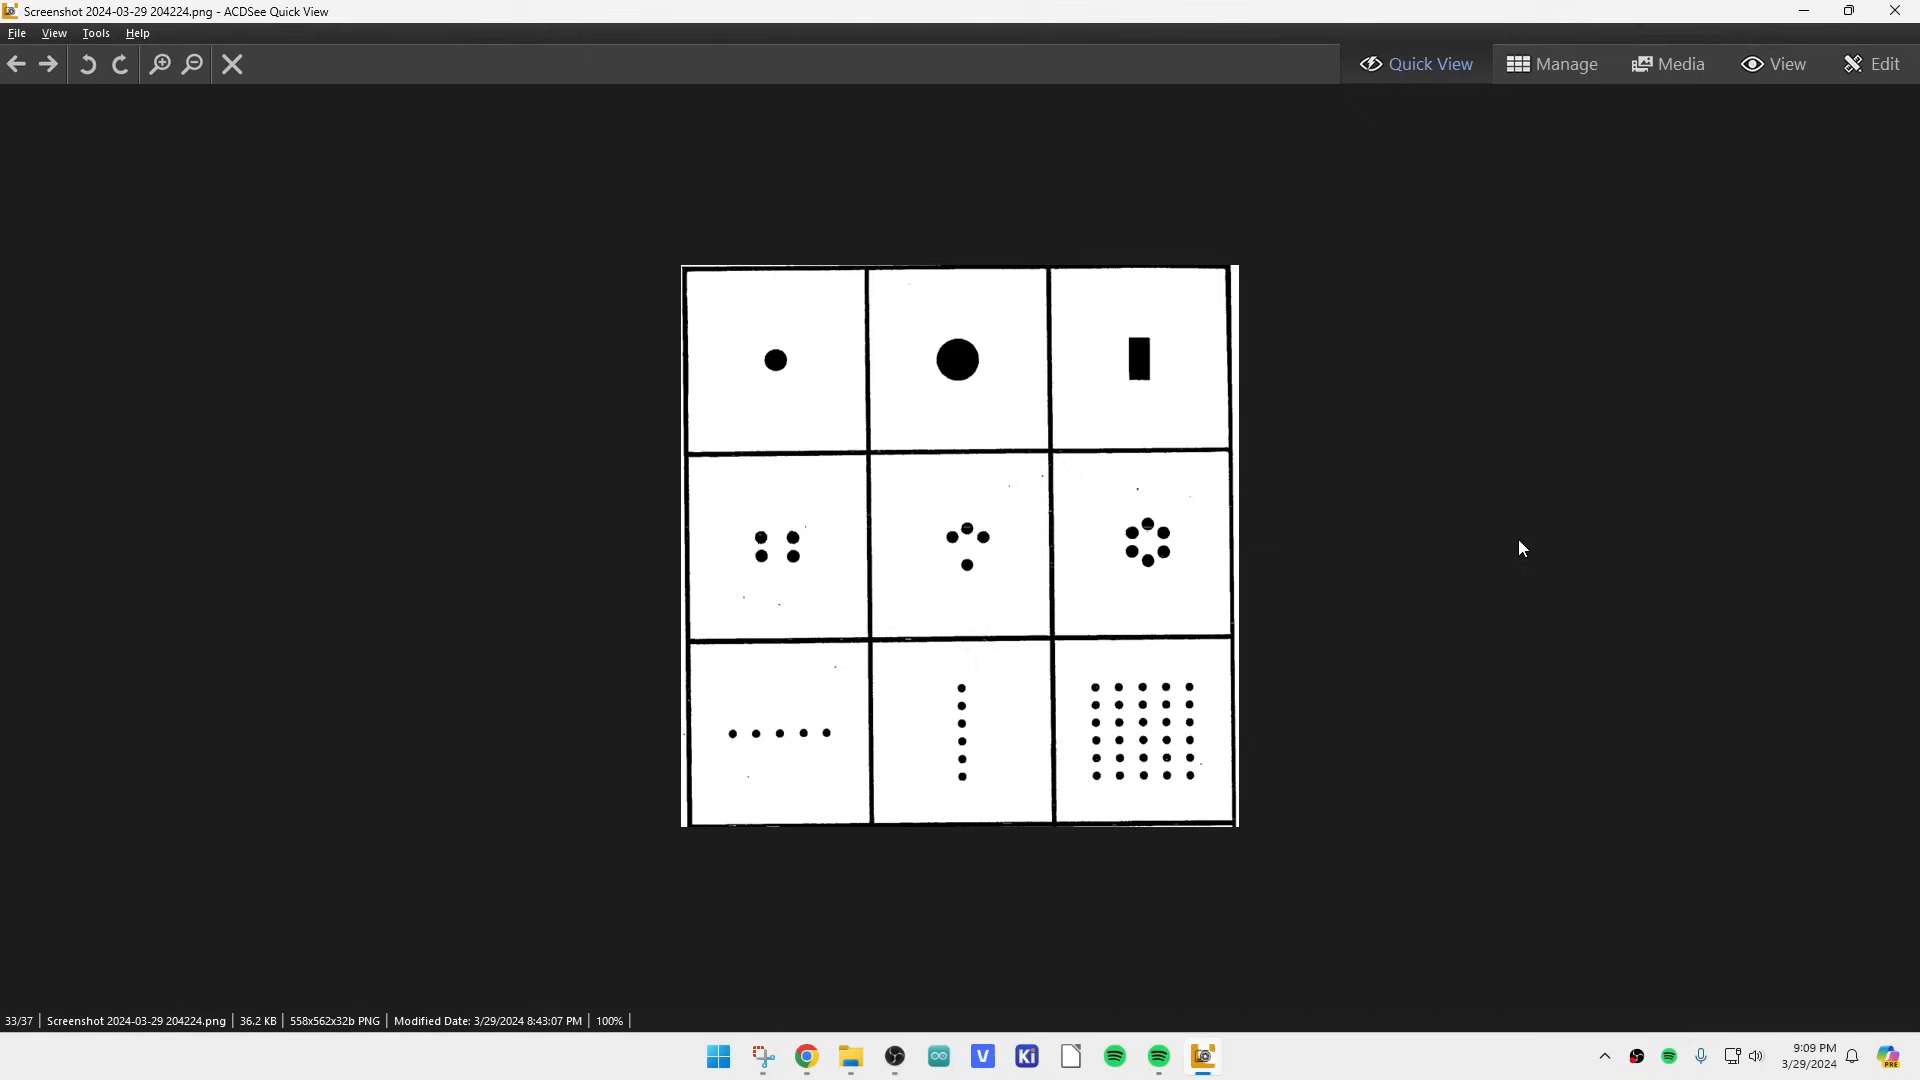 Screenshot 2024-03-29 204224.png - ACDSee Quick View
File View Tools Help
Quick View Manage Media View Edit
33/37 Screenshot 2024-03-29 204224.png 36.2 KB 558x562x32b PNG Modified Date: 3/29/2024 8:43:07 PM 100%
V Ki PRE
9:09 PM
3/29/2024